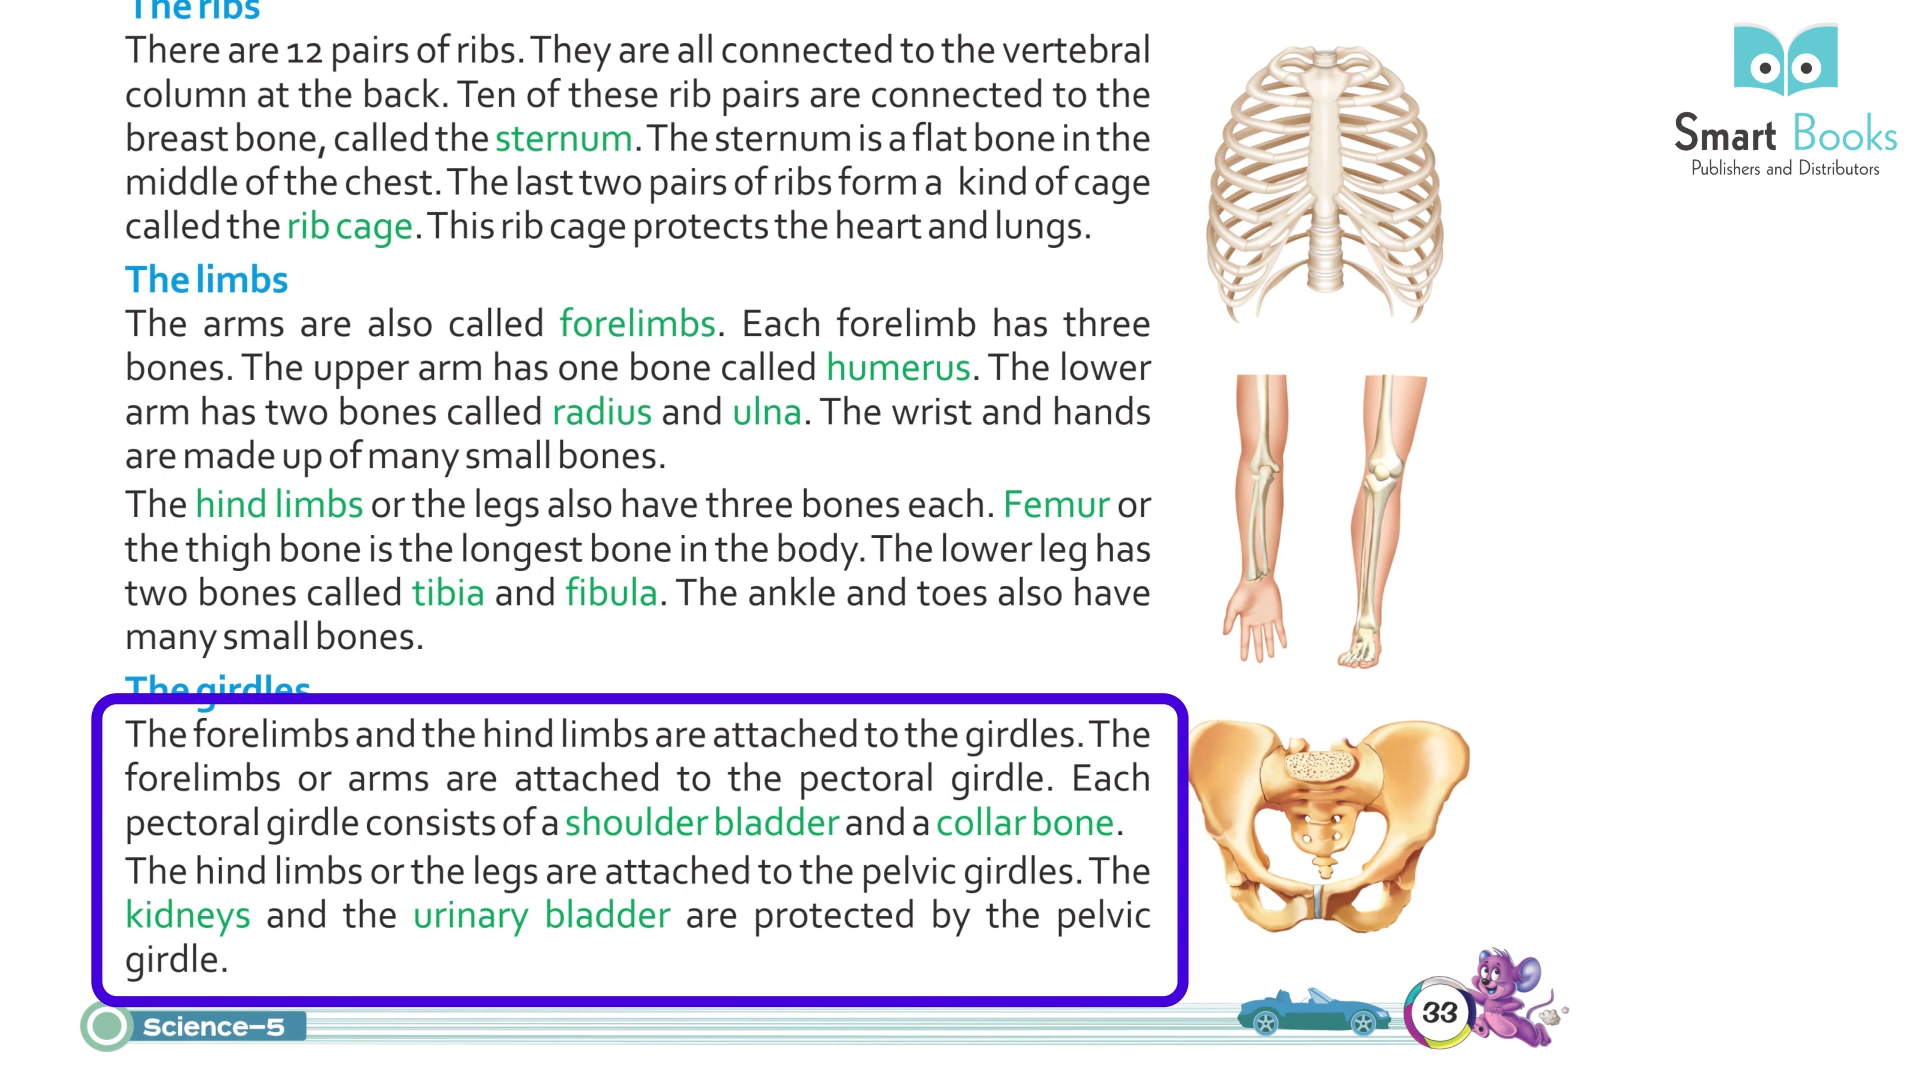 The ribs
There are 12 pairs of ribs. They are all connected to the vertebral
column at the back. Ten of these rib pairs are connected to the
breast bone, called the sternum. The sternum is a flat bone in the
middle of the chest. The last two pairs of ribs form a kind of cage
called the rib cage. This rib cage protects the heart and lungs.
The limbs
The arms are also called forelimbs. Each forelimb has three
bones. The upper arm has one bone called humerus. The lower
arm has two bones called radius and ulna. The wrist and hands
are made up of many small bones.
The hind limbs or the legs also have three bones each. Femur or
the thigh bone is the longest bone in the body. The lower leg has
two bones called tibia and fibula. The ankle and toes also have
many small bones.
The girdles
The forelimbs and the hind limbs are attached to the girdles. The
forelimbs or arms are attached to the pectoral girdle. Each
pectoral girdle consists of a shoulder bladder and a collar bone.
The hind limbs or the legs are attached to the pelvic girdles. The
kidneys and the urinary bladder are protected by the pelvic
girdle.
Science–5
33
Smart Books
Publishers and Distributors